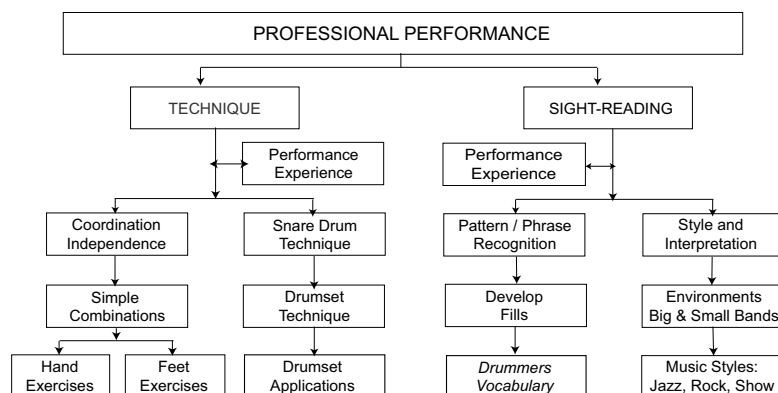 PROFESSIONAL PERFORMANCE
TECHNIQUE
SIGHT-READING
Performance
Experience
Performance
Experience
Coordination
Independence
Snare Drum
Technique
Pattern / Phrase
Recognition
Style and
Interpretation
Simple
Combinations
Drumset
Technique
Develop
Fills
Environments
Big & Small Bands
Hand
Exercises
Feet
Exercises
Drumset
Applications
Drummers
Vocabulary
Music Styles:
Jazz, Rock, Show